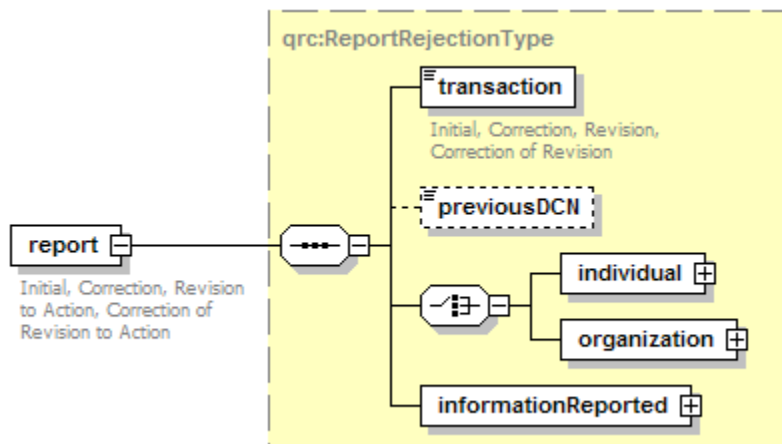 qrc:ReportRejectionType
transaction
Initial, Correction, Revision,
Correction of Revision
previousDCN
report
Initial, Correction, Revision
to Action, Correction of
Revision to Action
individual
organization
informationReported